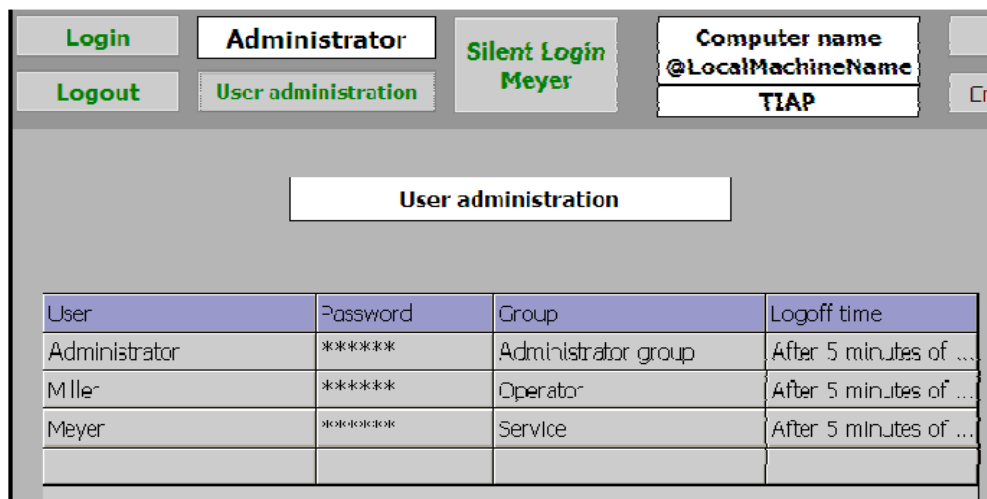 Login
Administrator
Silent Login
Meyer
Computer name
@LocalMachineName
TIAP
Logout
User administration
User administration
User Password Group Logoff time
Administrator ****** Administrator group After 5 minutes of ...
Miller ****** Operator After 5 minutes of ...
Meyer ****** Service After 5 minutes of ...